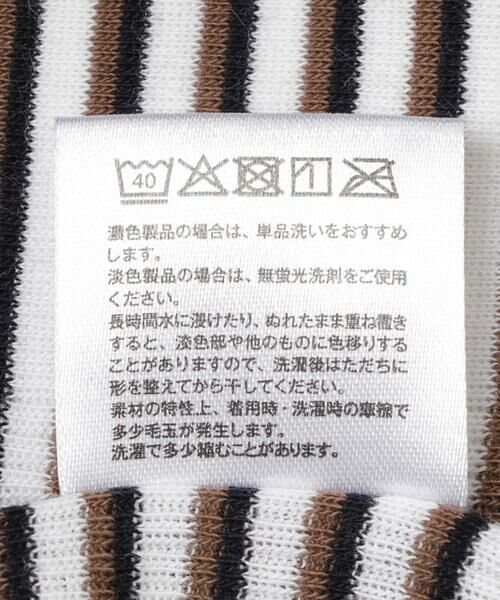 40
濃色製品の場合は、単品洗いをおすすめ
します。
淡色製品の場合は、無蛍光洗剤をご使用
ください。
長時間水に浸けたり、ぬれたまま重ね置き
すると、淡色部や他のものに色移りする
ことがありますので、洗濯後はただちに
形を整えてから干してください。
素材の特性上、着用時・洗濯時の摩擦で
多少毛玉が発生します。
洗濯で多少縮むことがあります。